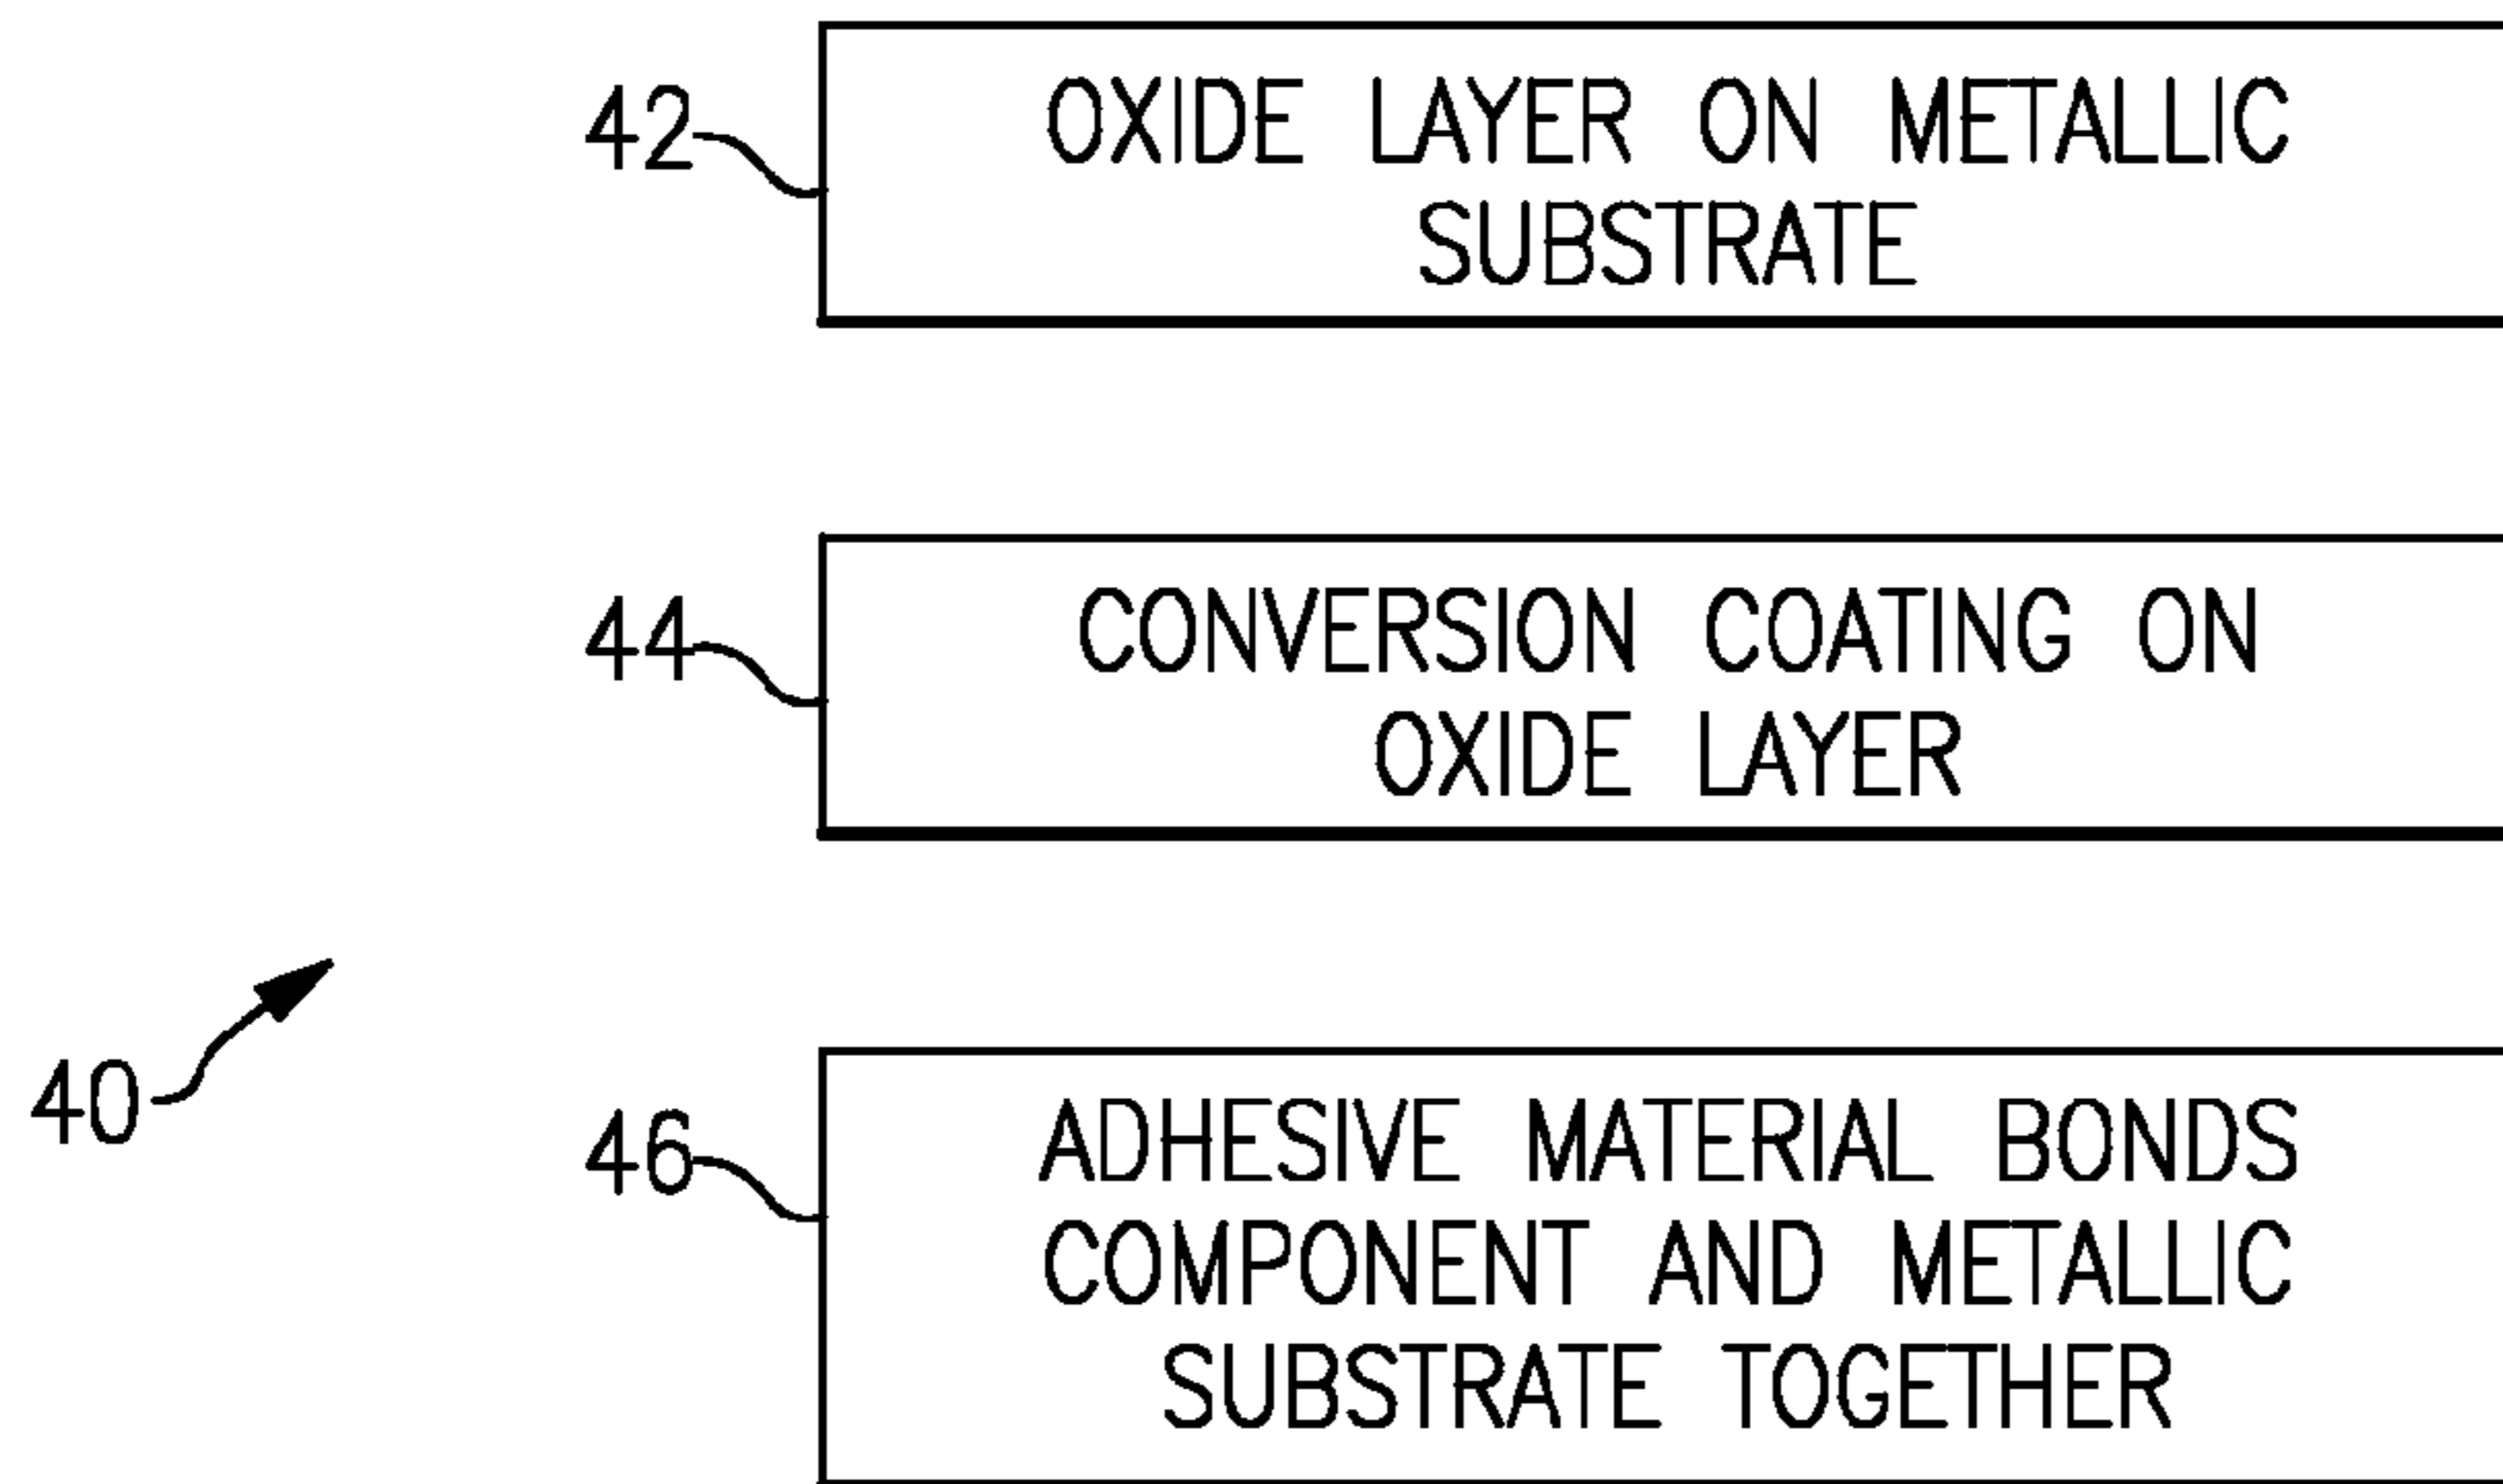 42
OXIDE LAYER ON METALLIC
SUBSTRATE
44
CONVERSION COATING ON
OXIDE LAYER
40
46
ADHESIVE MATERIAL BONDS
COMPONENT AND METALLIC
SUBSTRATE TOGETHER